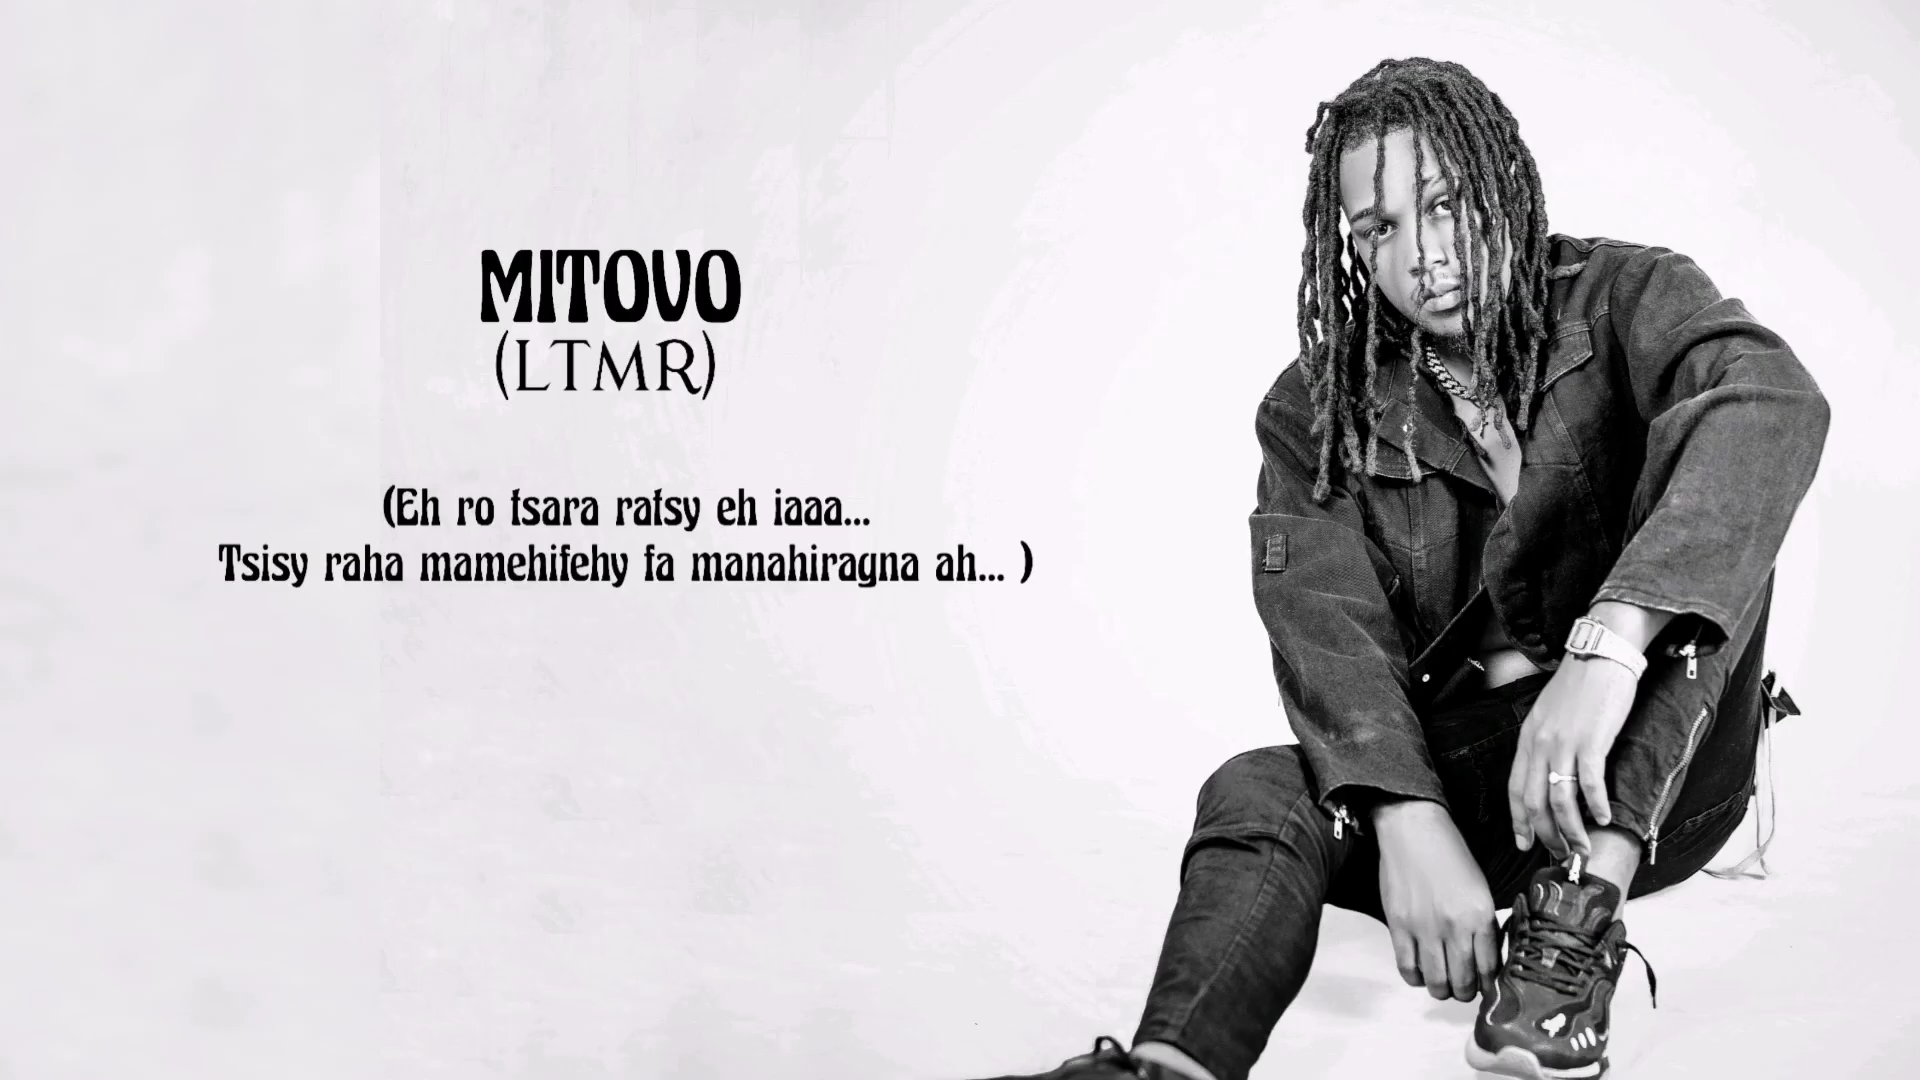 MITOVO
(LTMR)
(Eh ro tsara ratsy eh iaaa...
Tsisy raha mamehifehy fa manahiragna ah... )